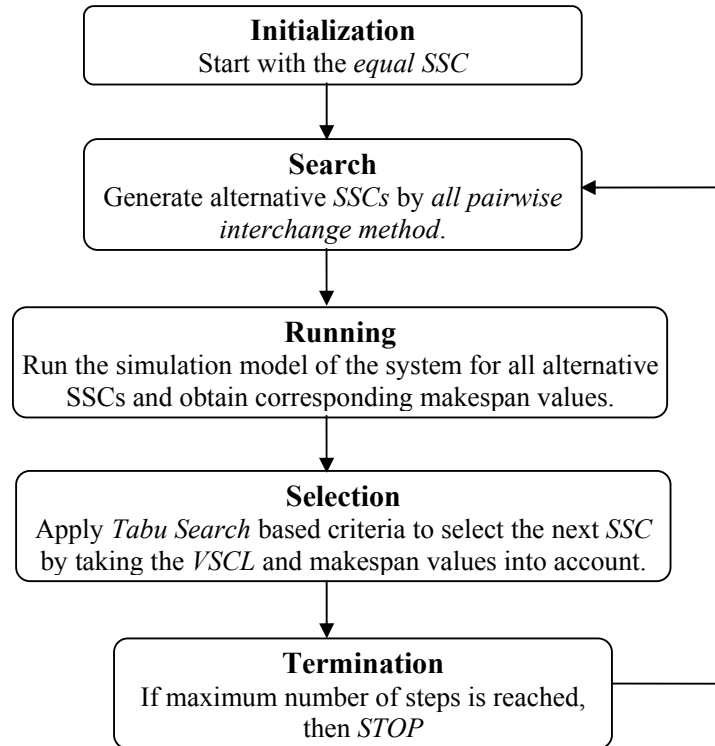 Initialization
Start with the equal SSC
Search
Generate alternative SSCs by all pairwise
interchange method.
Running
Run the simulation model of the system for all alternative
SSCs and obtain corresponding makespan values.
Selection
Apply Tabu Search based criteria to select the next SSC
by taking the VSCL and makespan values into account.
Termination
If maximum number of steps is reached,
then STOP